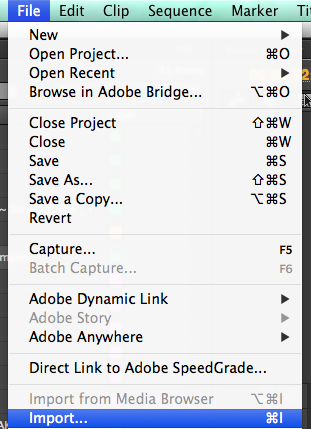 File Edit Clip Sequence Marker
New
Open Project... ⌘O
Open Recent
Browse in Adobe Bridge... ⌥⌘O
Close Project ⇧⌘W
Close ⌘W
Save ⌘S
Save As... ⇧⌘S
Save a Copy... ⌥⌘S
Revert
Capture... F5
Batch Capture... F6
Adobe Dynamic Link
Adobe Story
Adobe Anywhere
Direct Link to Adobe SpeedGrade...
Import from Media Browser ⌥⌘I
Import... ⌘I